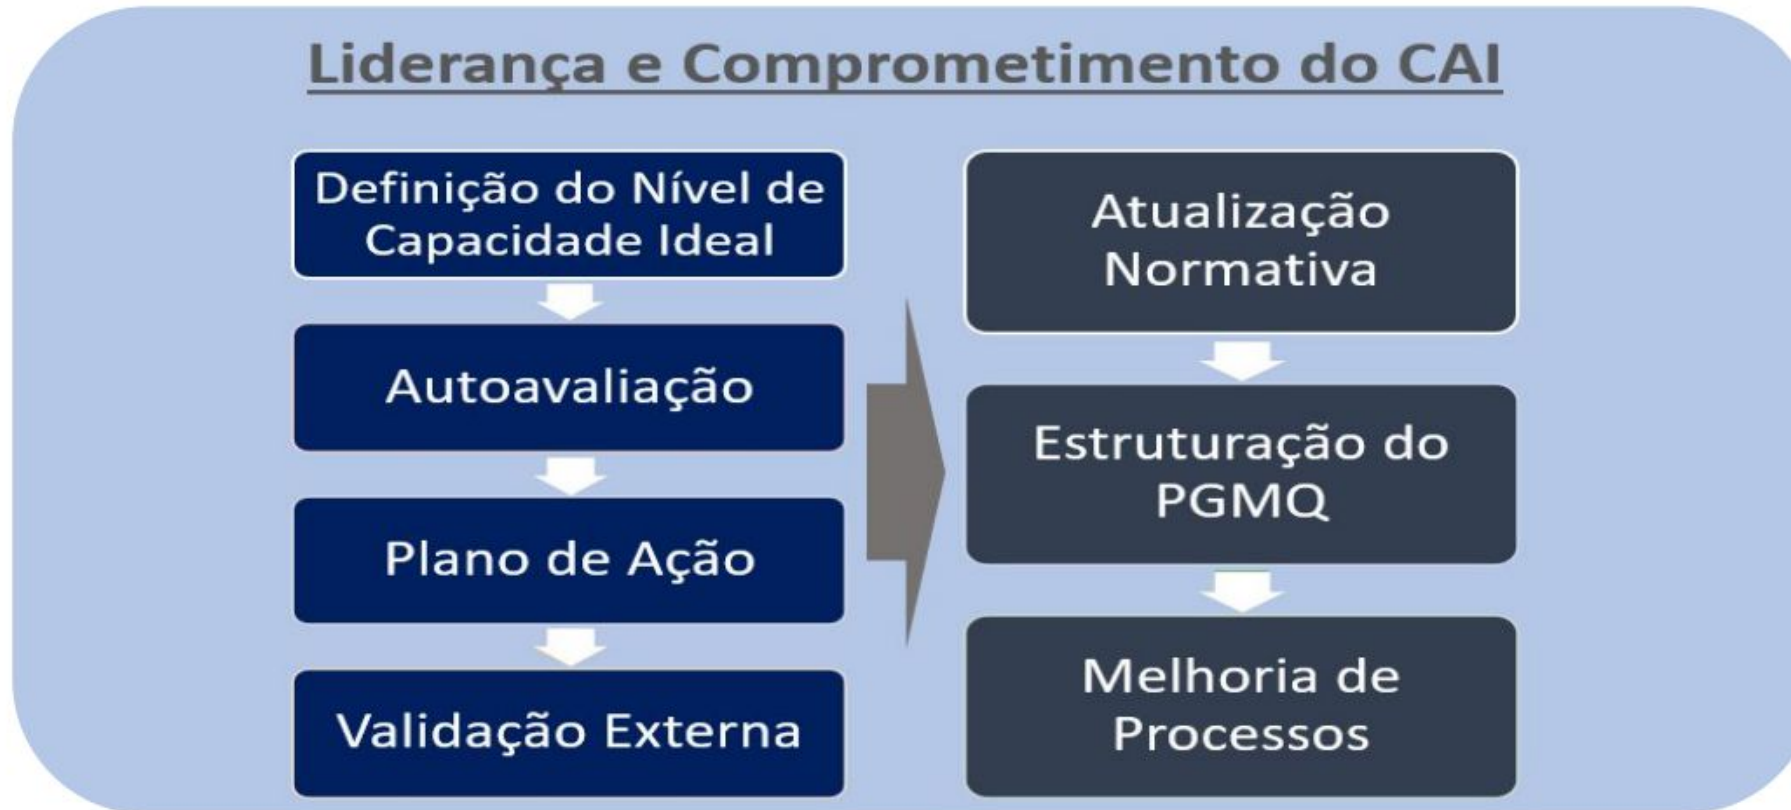 Liderança e Comprometimento do CAI
Definição do Nível de
Capacidade Ideal
Autoavaliação
Plano de Ação
Validação Externa
Atualização
Normativa
Estruturação do
PGMQ
Melhoria de
Processos